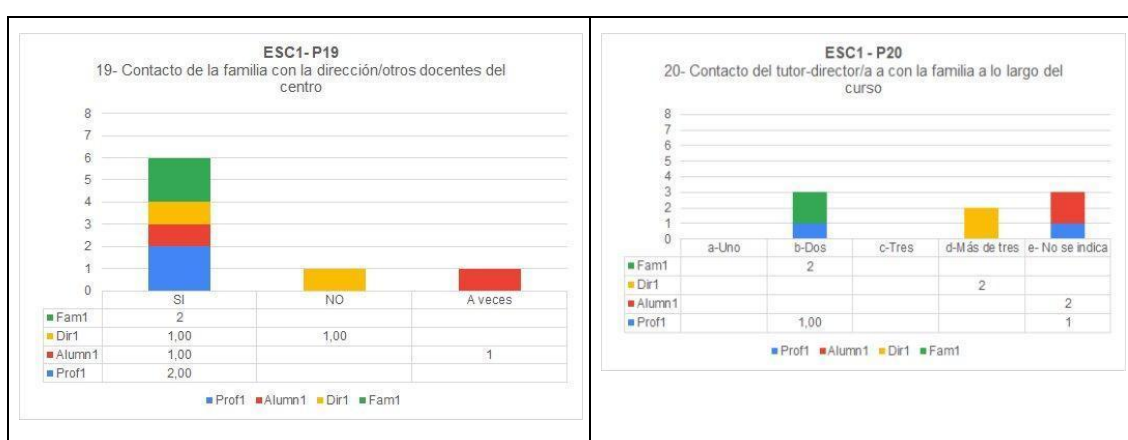 ESC1- P19
19- Contacto de la familia con la dirección/otros docentes del
centro
8
7
6
5
4
3
2
1
0
SI NO A veces
Fam1 2
Dir1 1,00 1,00
Alumn1 1,00 1
Prof1 2,00
Prof1 Alumn1 Dir1 Fam1
ESC1 - P20
20- Contacto del tutor-director/a a con la familia a lo largo del
curso
8
7
6
5
4
3
2
1
0
a-Uno b-Dos c-Tres d-Más de tres e- No se indica
Fam1 2
Dir1 2
Alumn1 2
Prof1 1,00 1
Prof1 Alumn1 Dir1 Fam1